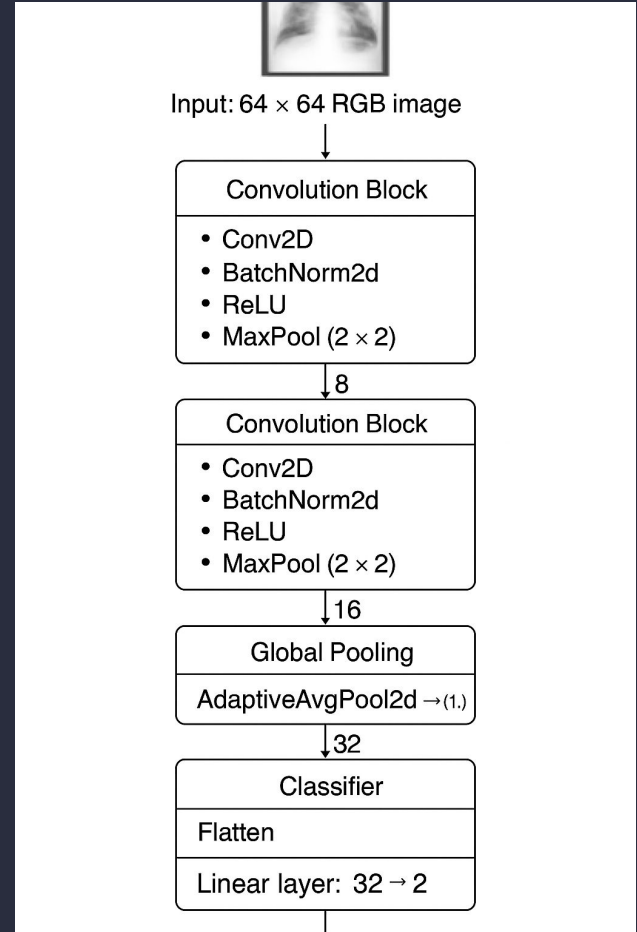 Input: 64 × 64 RGB image
Convolution Block
• Conv2D
• BatchNorm2d
• ReLU
• MaxPool (2 × 2)
8
Convolution Block
• Conv2D
• BatchNorm2d
• ReLU
• MaxPool (2 × 2)
16
Global Pooling
AdaptiveAvgPool2d → (1.)
32
Classifier
Flatten
Linear layer: 32 → 2